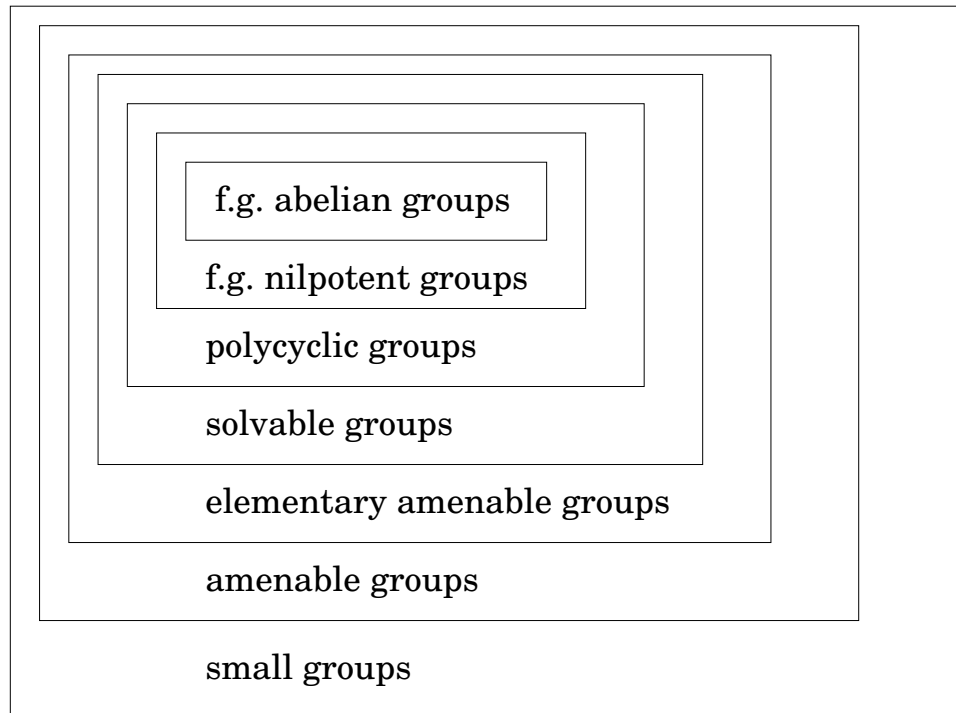 f.g. abelian groups
f.g. nilpotent groups
polycyclic groups
solvable groups
elementary amenable groups
amenable groups
small groups